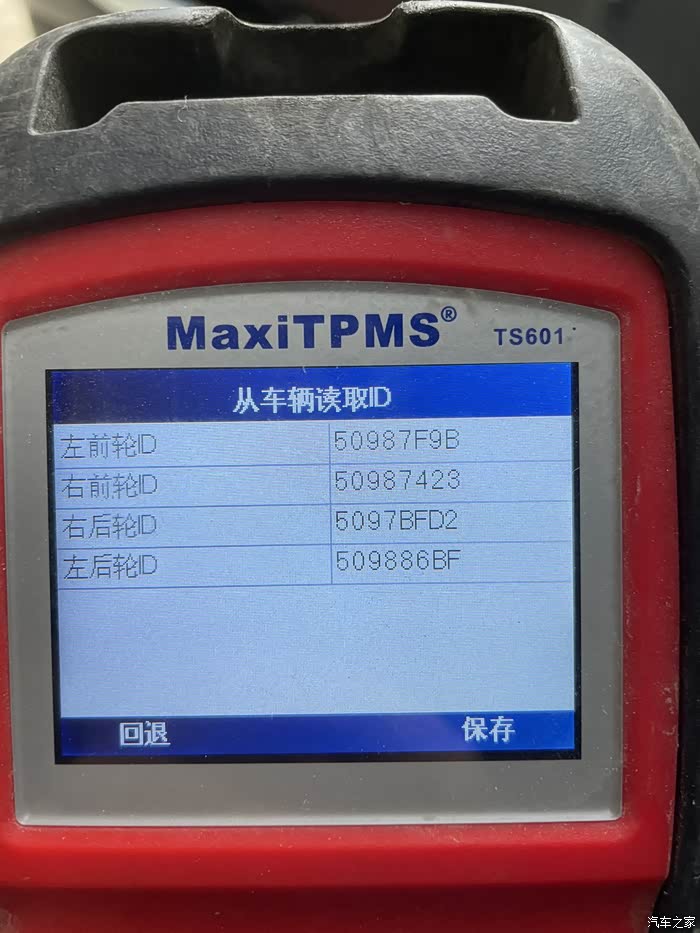 MaxiTPMS® TS601
从车辆读取ID
左前轮ID 50987F9B
右前轮ID 50987423
右后轮ID 5097BFD2
左后轮ID 509886BF
回退 保存
汽车之家